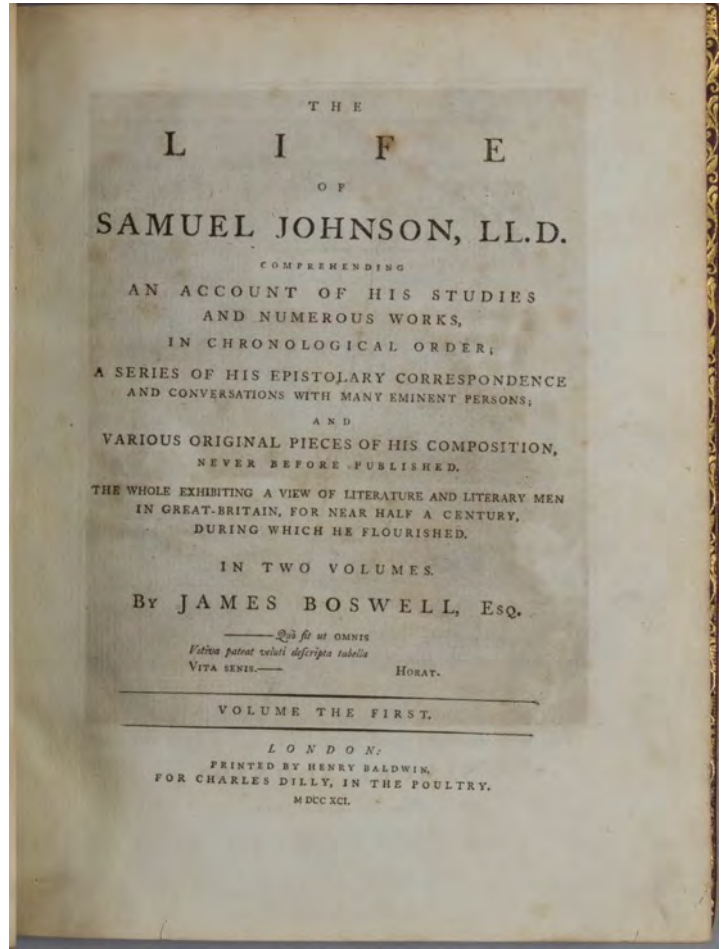 THE
LIFE
OF
SAMUEL JOHNSON, LL.D.
COMPREHENDING
AN ACCOUNT OF HIS STUDIES
AND NUMEROUS WORKS,
IN CHRONOLOGICAL ORDER;
A SERIES OF HIS EPISTOLARY CORRESPONDENCE
AND CONVERSATIONS WITH MANY EMINENT PERSONS;
AND
VARIOUS ORIGINAL PIECES OF HIS COMPOSITION,
NEVER BEFORE PUBLISHED.
THE WHOLE EXHIBITING A VIEW OF LITERATURE AND LITERARY MEN
IN GREAT-BRITAIN, FOR NEAR HALF A CENTURY,
DURING WHICH HE FLOURISHED.
IN TWO VOLUMES.
BY JAMES BOSWELL, ESQ.
———Quò fit ut OMNIS
Votiva pateat veluti deſcripta tabella
VITA SENIS.—— HORAT.
VOLUME THE FIRST.
LONDON:
PRINTED BY HENRY BALDWIN,
FOR CHARLES DILLY, IN THE POULTRY.
M DCC XCI.